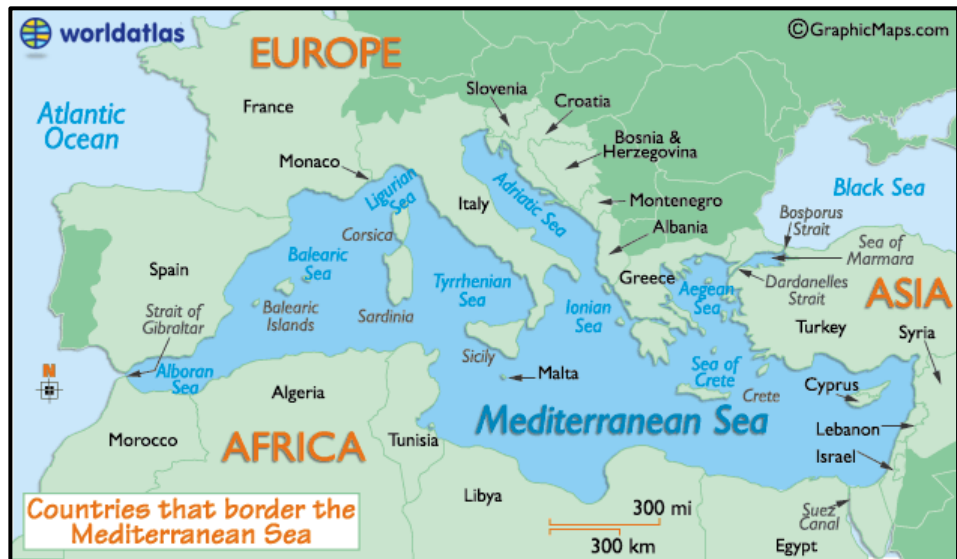 worldatlas
©GraphicMaps.com
EUROPE
Atlantic
Ocean
France
Slovenia
Croatia
Bosnia &
Herzegovina
Monaco
Ligurian
Sea
Adriatic Sea
Italy
Montenegro
Albania
Black Sea
Bosporus
Strait
Sea of
Marmara
Corsica
Spain
Balearic
Sea
Tyrrhenian
Sea
Greece
Aegean
Sea
Dardanelles
Strait
ASIA
Strait of
Gibraltar
Balearic
Islands
Sardinia
Ionian
Sea
Turkey
Syria
N
Alboran
Sea
Sicily
Malta
Sea of
Crete
Crete
Cyprus
Algeria
Mediterranean Sea
Lebanon
Morocco
AFRICA
Tunisia
Israel
Libya
300 mi
300 km
Suez
Canal
Egypt
Countries that border the
Mediterranean Sea